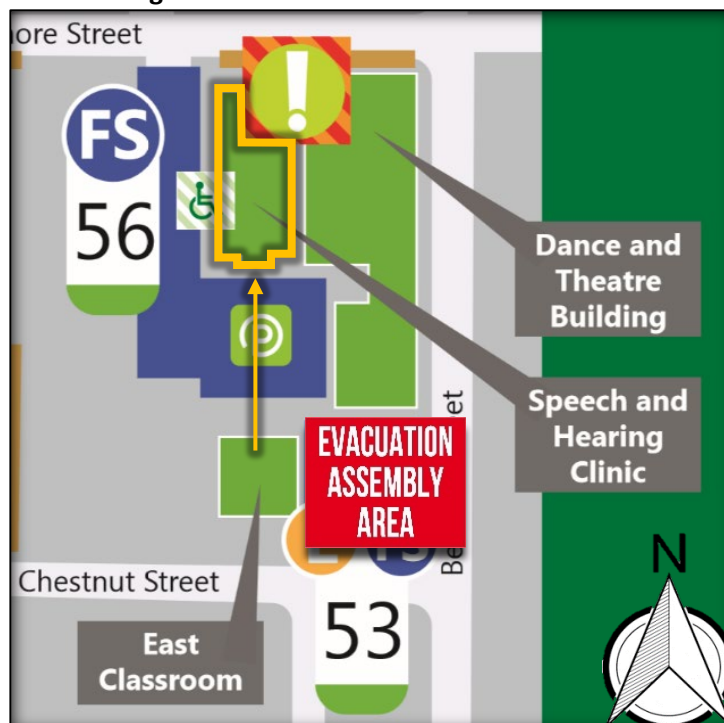 ore Street
FS
56
Dance and
Theatre
Building
Speech and
Hearing
Clinic
EVACUATION
ASSEMBLY
AREA
Chestnut Street
53
East
Classroom
N